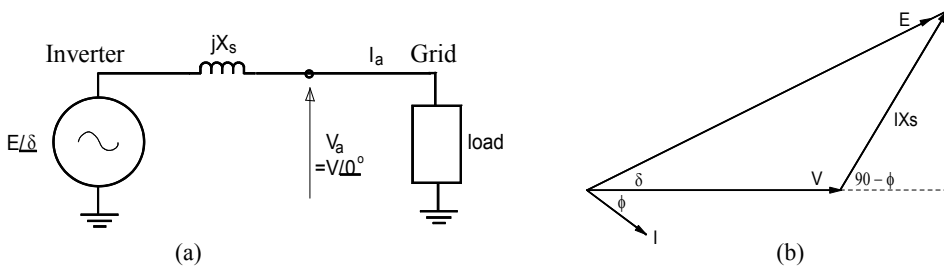 Inverter
jXs
Ia
Grid
E/δ
Va
=V/0°
load
(a)
E
IXs
δ
V
90 − ϕ
ϕ
I
(b)